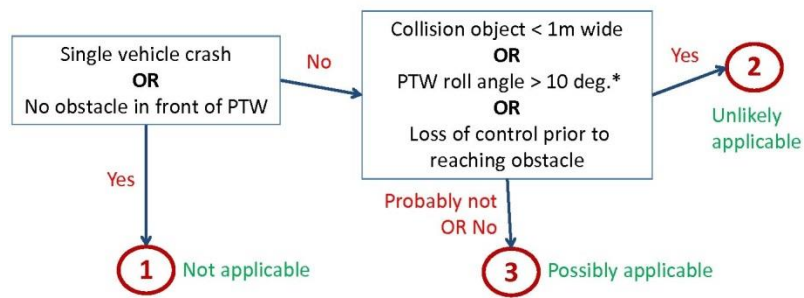 Single vehicle crash
OR
No obstacle in front of PTW
No
Collision object < 1m wide
OR
PTW roll angle > 10 deg.*
OR
Loss of control prior to
reaching obstacle
Yes
2
Unlikely
applicable
Yes
1
Not applicable
Probably not
OR No
3
Possibly applicable